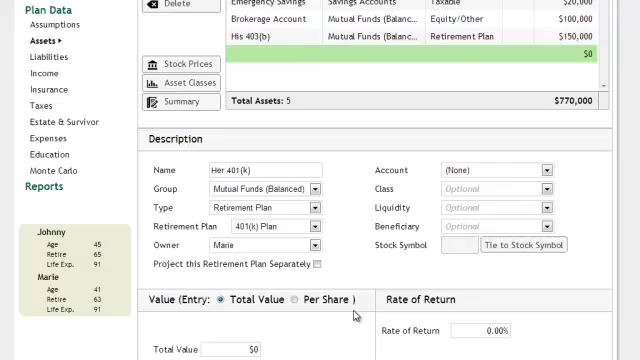 Plan Data
Assumptions
Assets
Liabilities
Income
Insurance
Taxes
Estate & Survivor
Expenses
Education
Monte Carlo
Reports
Johnny
Age 45
Retire 65
Life Exp. 91
Marie
Age 41
Retire 63
Life Exp. 91
Delete
Stock Prices
Asset Classes
Summary
Emergency Savings Savings Accounts Taxable $20,000
Brokerage Account Mutual Funds (Balanc... Equity/Other $100,000
His 403(b) Mutual Funds (Balanc... Retirement Plan $150,000
$0
Total Assets: 5 $770,000
Description
Name Her 401(k) Account (None)
Group Mutual Funds (Balanced) Class Optional
Type Retirement Plan Liquidity Optional
Retirement Plan 401(k) Plan Beneficiary Optional
Owner Marie Stock Symbol Tie to Stock Symbol
Project this Retirement Plan Separately
Value (Entry: Total Value Per Share ) Rate of Return
Rate of Return 0.00%
Total Value $0